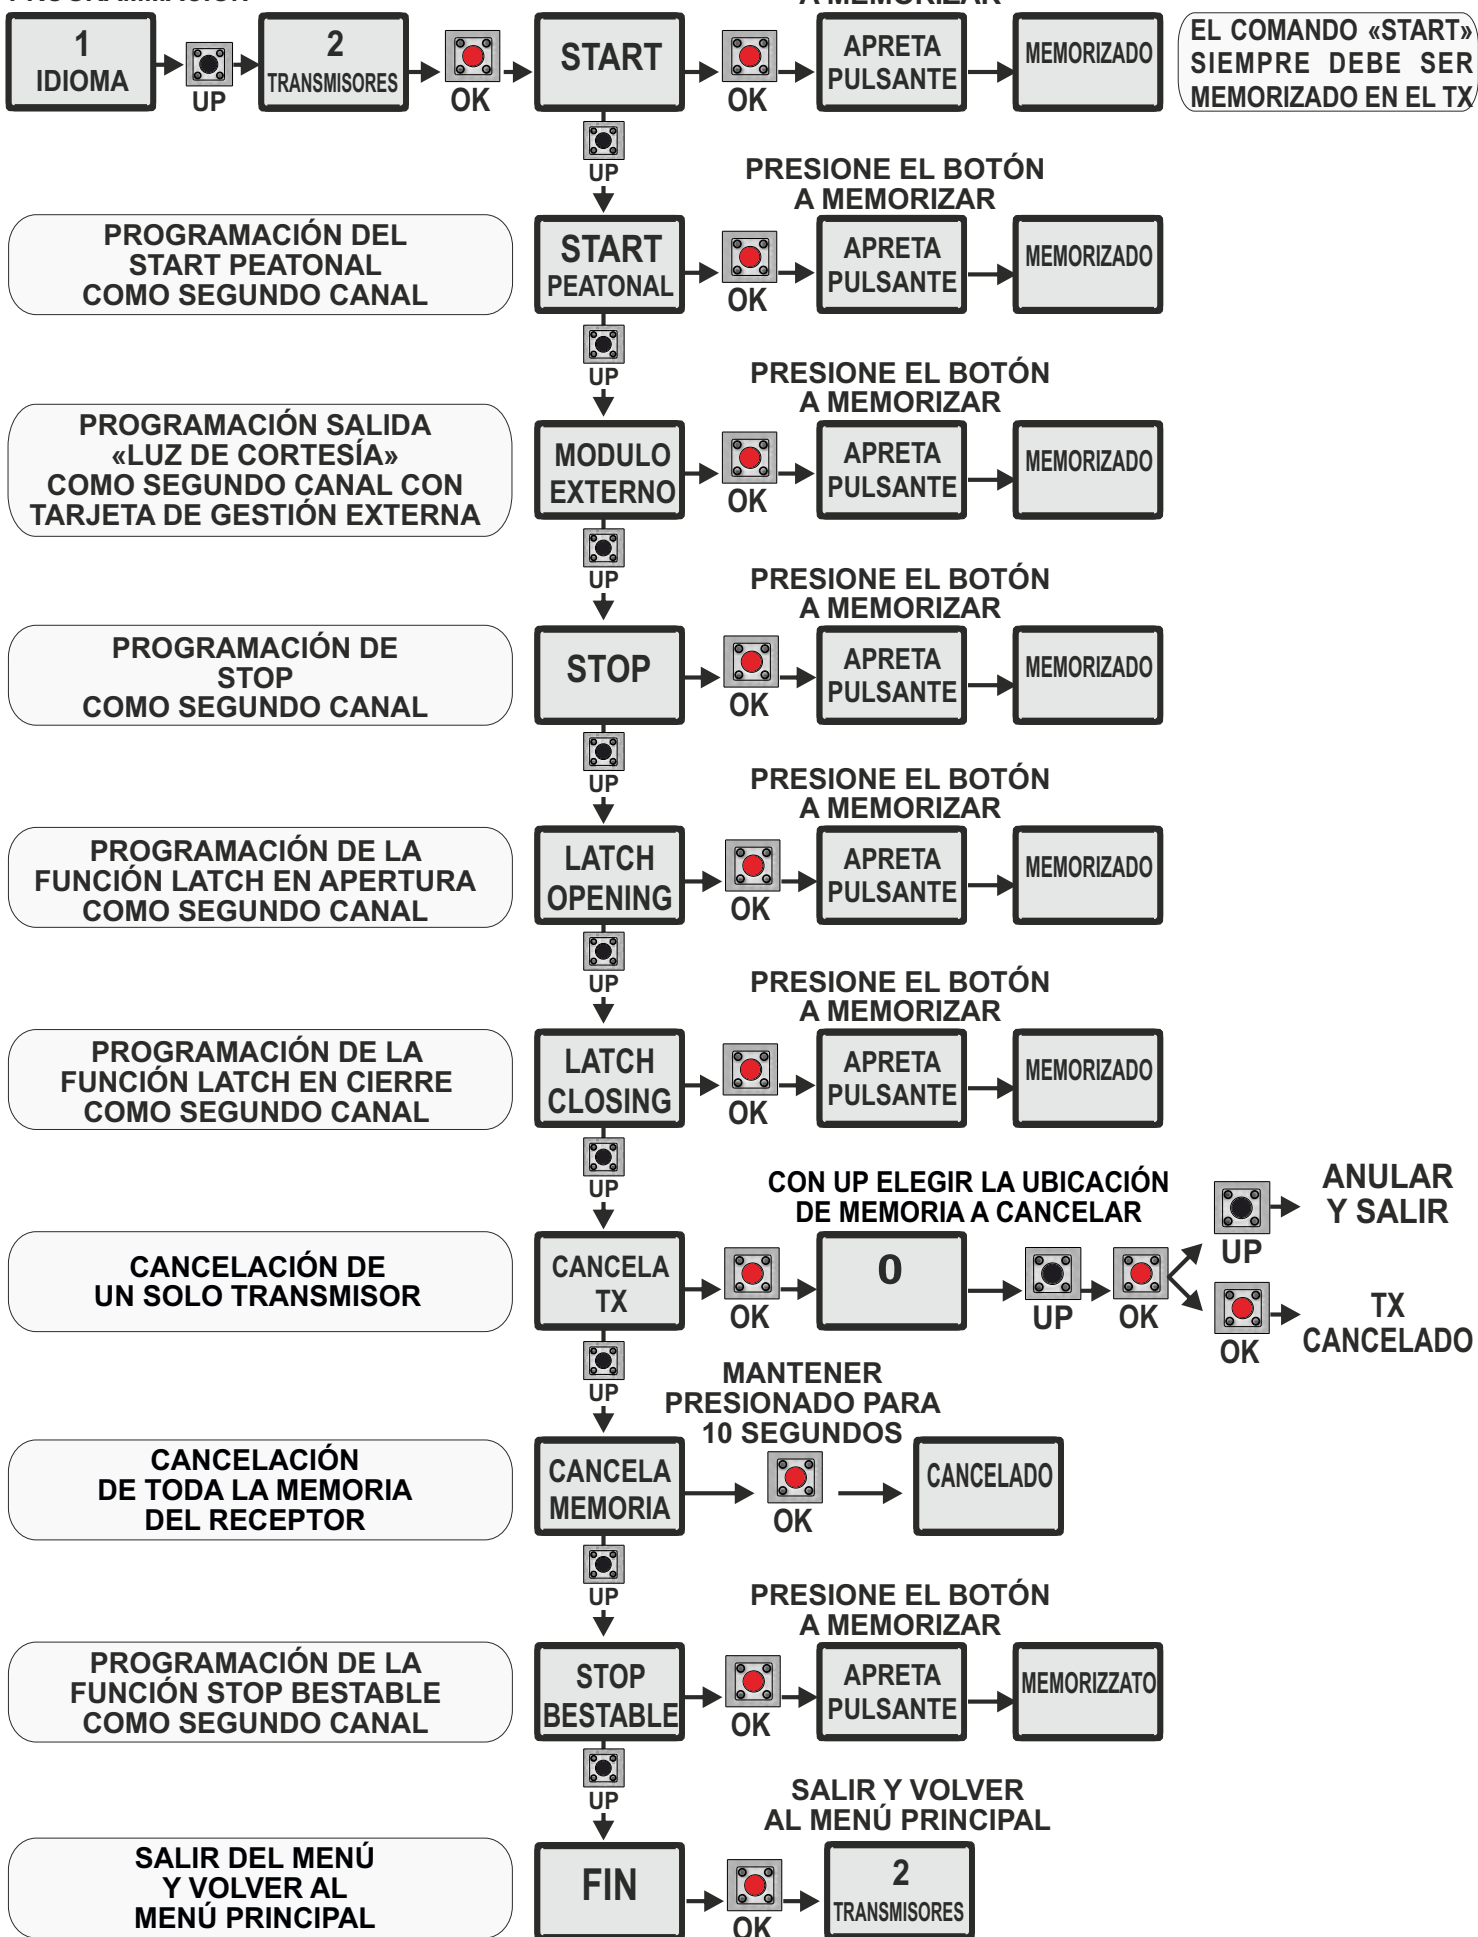 A MEMORIZAR
1
IDIOMA
UP
2
TRANSMISORES
OK
START
OK
APRETA
PULSANTE
MEMORIZADO
EL COMANDO «START»
SIEMPRE DEBE SER
MEMORIZADO EN EL TX
UP
PRESIONE EL BOTÓN
A MEMORIZAR
PROGRAMACIÓN DEL
START PEATONAL
COMO SEGUNDO CANAL
START
PEATONAL
OK
APRETA
PULSANTE
MEMORIZADO
UP
PRESIONE EL BOTÓN
A MEMORIZAR
PROGRAMACIÓN SALIDA
«LUZ DE CORTESÍA»
COMO SEGUNDO CANAL CON
TARJETA DE GESTIÓN EXTERNA
MODULO
EXTERNO
OK
APRETA
PULSANTE
MEMORIZADO
UP
PRESIONE EL BOTÓN
A MEMORIZAR
PROGRAMACIÓN DE
STOP
COMO SEGUNDO CANAL
STOP
OK
APRETA
PULSANTE
MEMORIZADO
UP
PRESIONE EL BOTÓN
A MEMORIZAR
PROGRAMACIÓN DE LA
FUNCIÓN LATCH EN APERTURA
COMO SEGUNDO CANAL
LATCH
OPENING
OK
APRETA
PULSANTE
MEMORIZADO
UP
PRESIONE EL BOTÓN
A MEMORIZAR
PROGRAMACIÓN DE LA
FUNCIÓN LATCH EN CIERRE
COMO SEGUNDO CANAL
LATCH
CLOSING
OK
APRETA
PULSANTE
MEMORIZADO
UP
CON UP ELEGIR LA UBICACIÓN
DE MEMORIA A CANCELAR
CANCELACIÓN DE
UN SOLO TRANSMISOR
CANCELA
TX
OK
0
UP
OK
UP
ANULAR
Y SALIR
OK
TX
CANCELADO
UP
MANTENER
PRESIONADO PARA
10 SEGUNDOS
CANCELACIÓN
DE TODA LA MEMORIA
DEL RECEPTOR
CANCELA
MEMORIA
OK
CANCELADO
UP
PRESIONE EL BOTÓN
A MEMORIZAR
PROGRAMACIÓN DE LA
FUNCIÓN STOP BESTABLE
COMO SEGUNDO CANAL
STOP
BESTABLE
OK
APRETA
PULSANTE
MEMORIZZATO
UP
SALIR Y VOLVER
AL MENÚ PRINCIPAL
SALIR DEL MENÚ
Y VOLVER AL
MENÚ PRINCIPAL
FIN
OK
2
TRANSMISORES